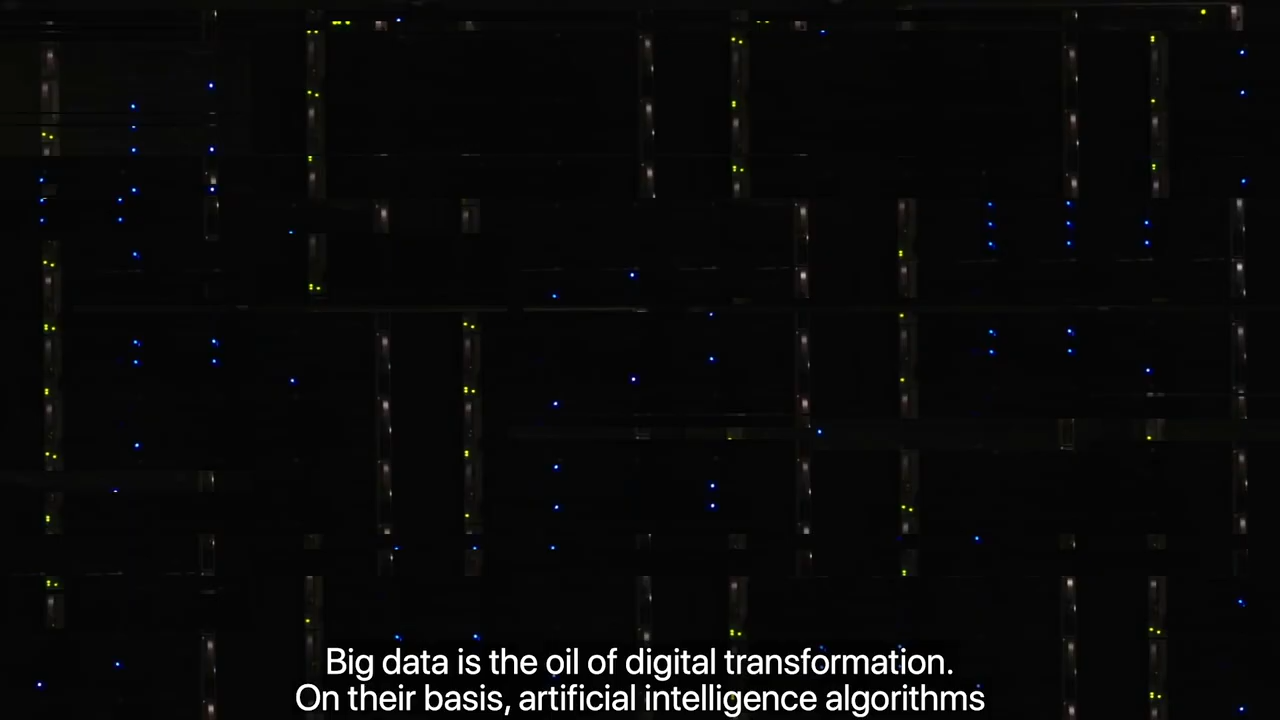 Big data is the oil of digital transformation.
On their basis, artificial intelligence algorithms